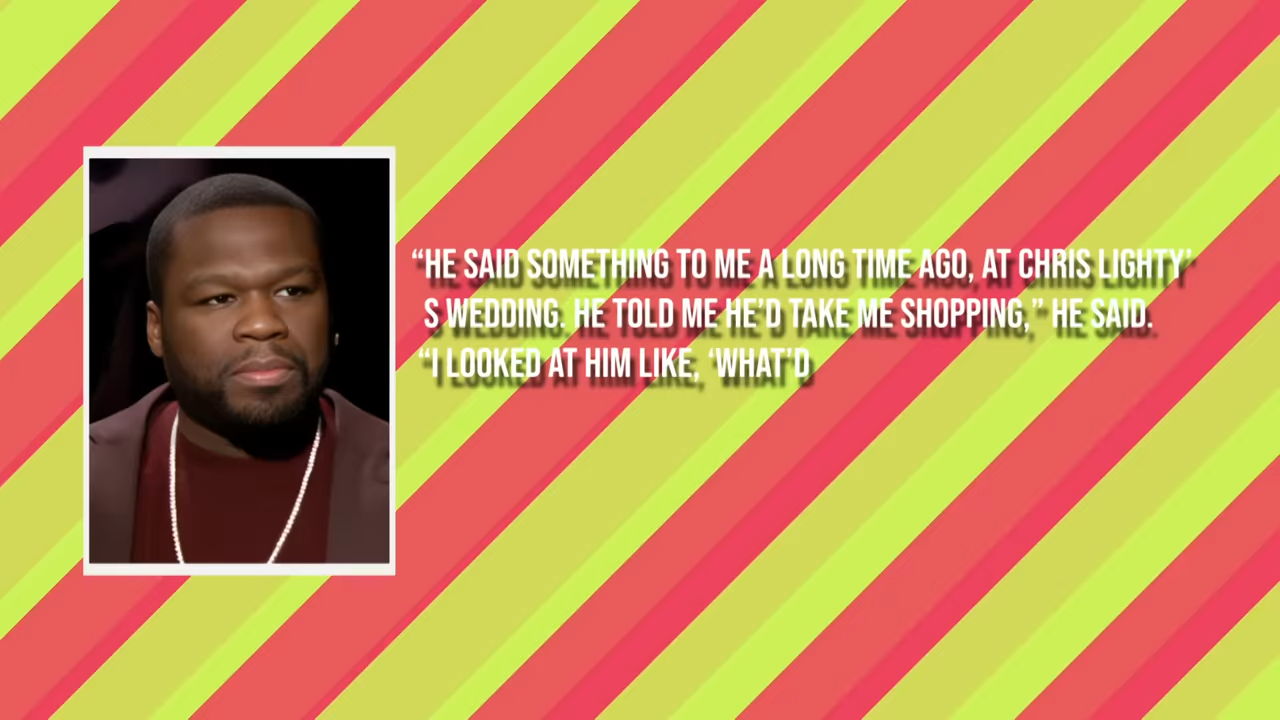 “HE SAID SOMETHING TO ME A LONG TIME AGO, AT CHRIS LIGHTY’
S WEDDING. HE TOLD ME HE’D TAKE ME SHOPPING,” HE SAID.
“I LOOKED AT HIM LIKE, ‘WHAT’D